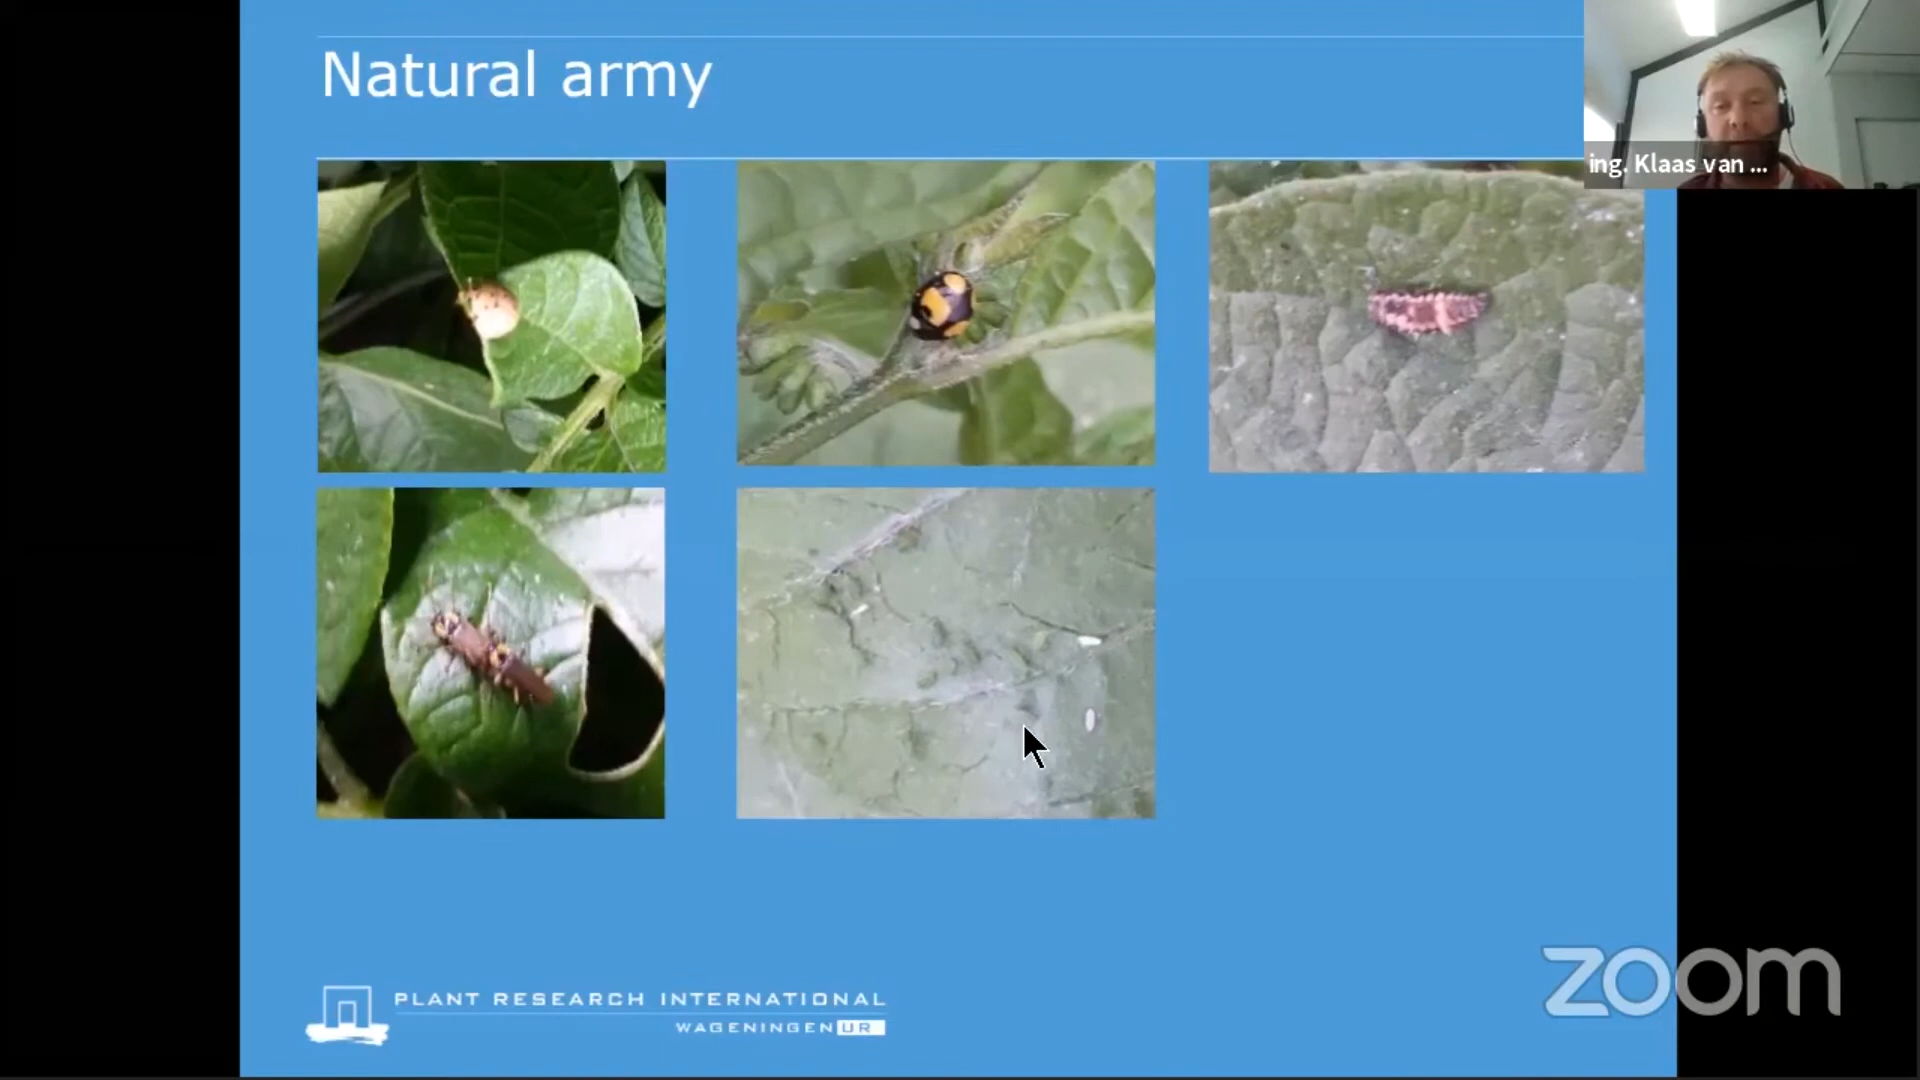 Natural army
ing. Klaas van ...
PLANT RESEARCH INTERNATIONAL
WAGENINGEN UR
zoom